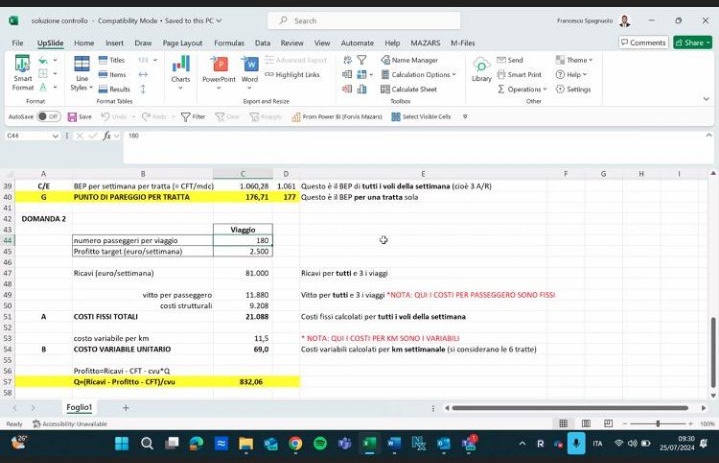 soluzione controllo - Compatibility Mode • Saved to this PC
Search
Francesco Spagnuolo
File UpSlide Home Insert Draw Page Layout Formulas Data Review View Automate Help MAZARS M-Files Comments Share
Smart Format
Line Styles
Titles 123
Items
Results
Charts
PowerPoint
Word
Advanced Export
Highlight Links
Name Manager
Calculation Options
Calculate Sheet
Library
Send
Smart Print
Operations
Theme
Help
Settings
Format Format Tables Export and Resize Toolbox Other
AutoSave Off Save Undo Redo Filter Clear Reapply From Power BI (Forvis Mazars) Select Visible Cells
C44 fx 180
A B C D E F G H I
39 C/E BEP per settimana per tratta (= CFT/mdc) 1.060,28 1.061 Questo è il BEP di tutti i voli della settimana (cioè 3 A/R)
40 G PUNTO DI PAREGGIO PER TRATTA 176,71 177 Questo è il BEP per una tratta sola
41
42 DOMANDA 2
43 Viaggio
44 numero passeggeri per viaggio 180
45 Profitto target (euro/settimana) 2.500
46
47 Ricavi (euro/settimana) 81.000 Ricavi per tutti e 3 i viaggi
48
49 vitto per passeggero 11.880 Vitto per tutti e 3 i viaggi *NOTA: QUI I COSTI PER PASSEGGERO SONO FISSI
50 costi strutturali 9.208
51 A COSTI FISSI TOTALI 21.088 Costi fissi calcolati per tutti i voli della settimana
52
53 costo variabile per km 11,5 * NOTA: QUI I COSTI PER KM SONO I VARIABILI
54 B COSTO VARIABILE UNITARIO 69,0 Costi variabili calcolati per km settimanale (si considerano le 6 tratte)
55
56 Profitto=Ricavi - CFT - cvu*Q
57 Q=(Ricavi - Profitto - CFT)/cvu 832,06
58
Foglio1
Ready Accessibility: Unavailable 100%
26°
ITA
09:30
25/07/2024